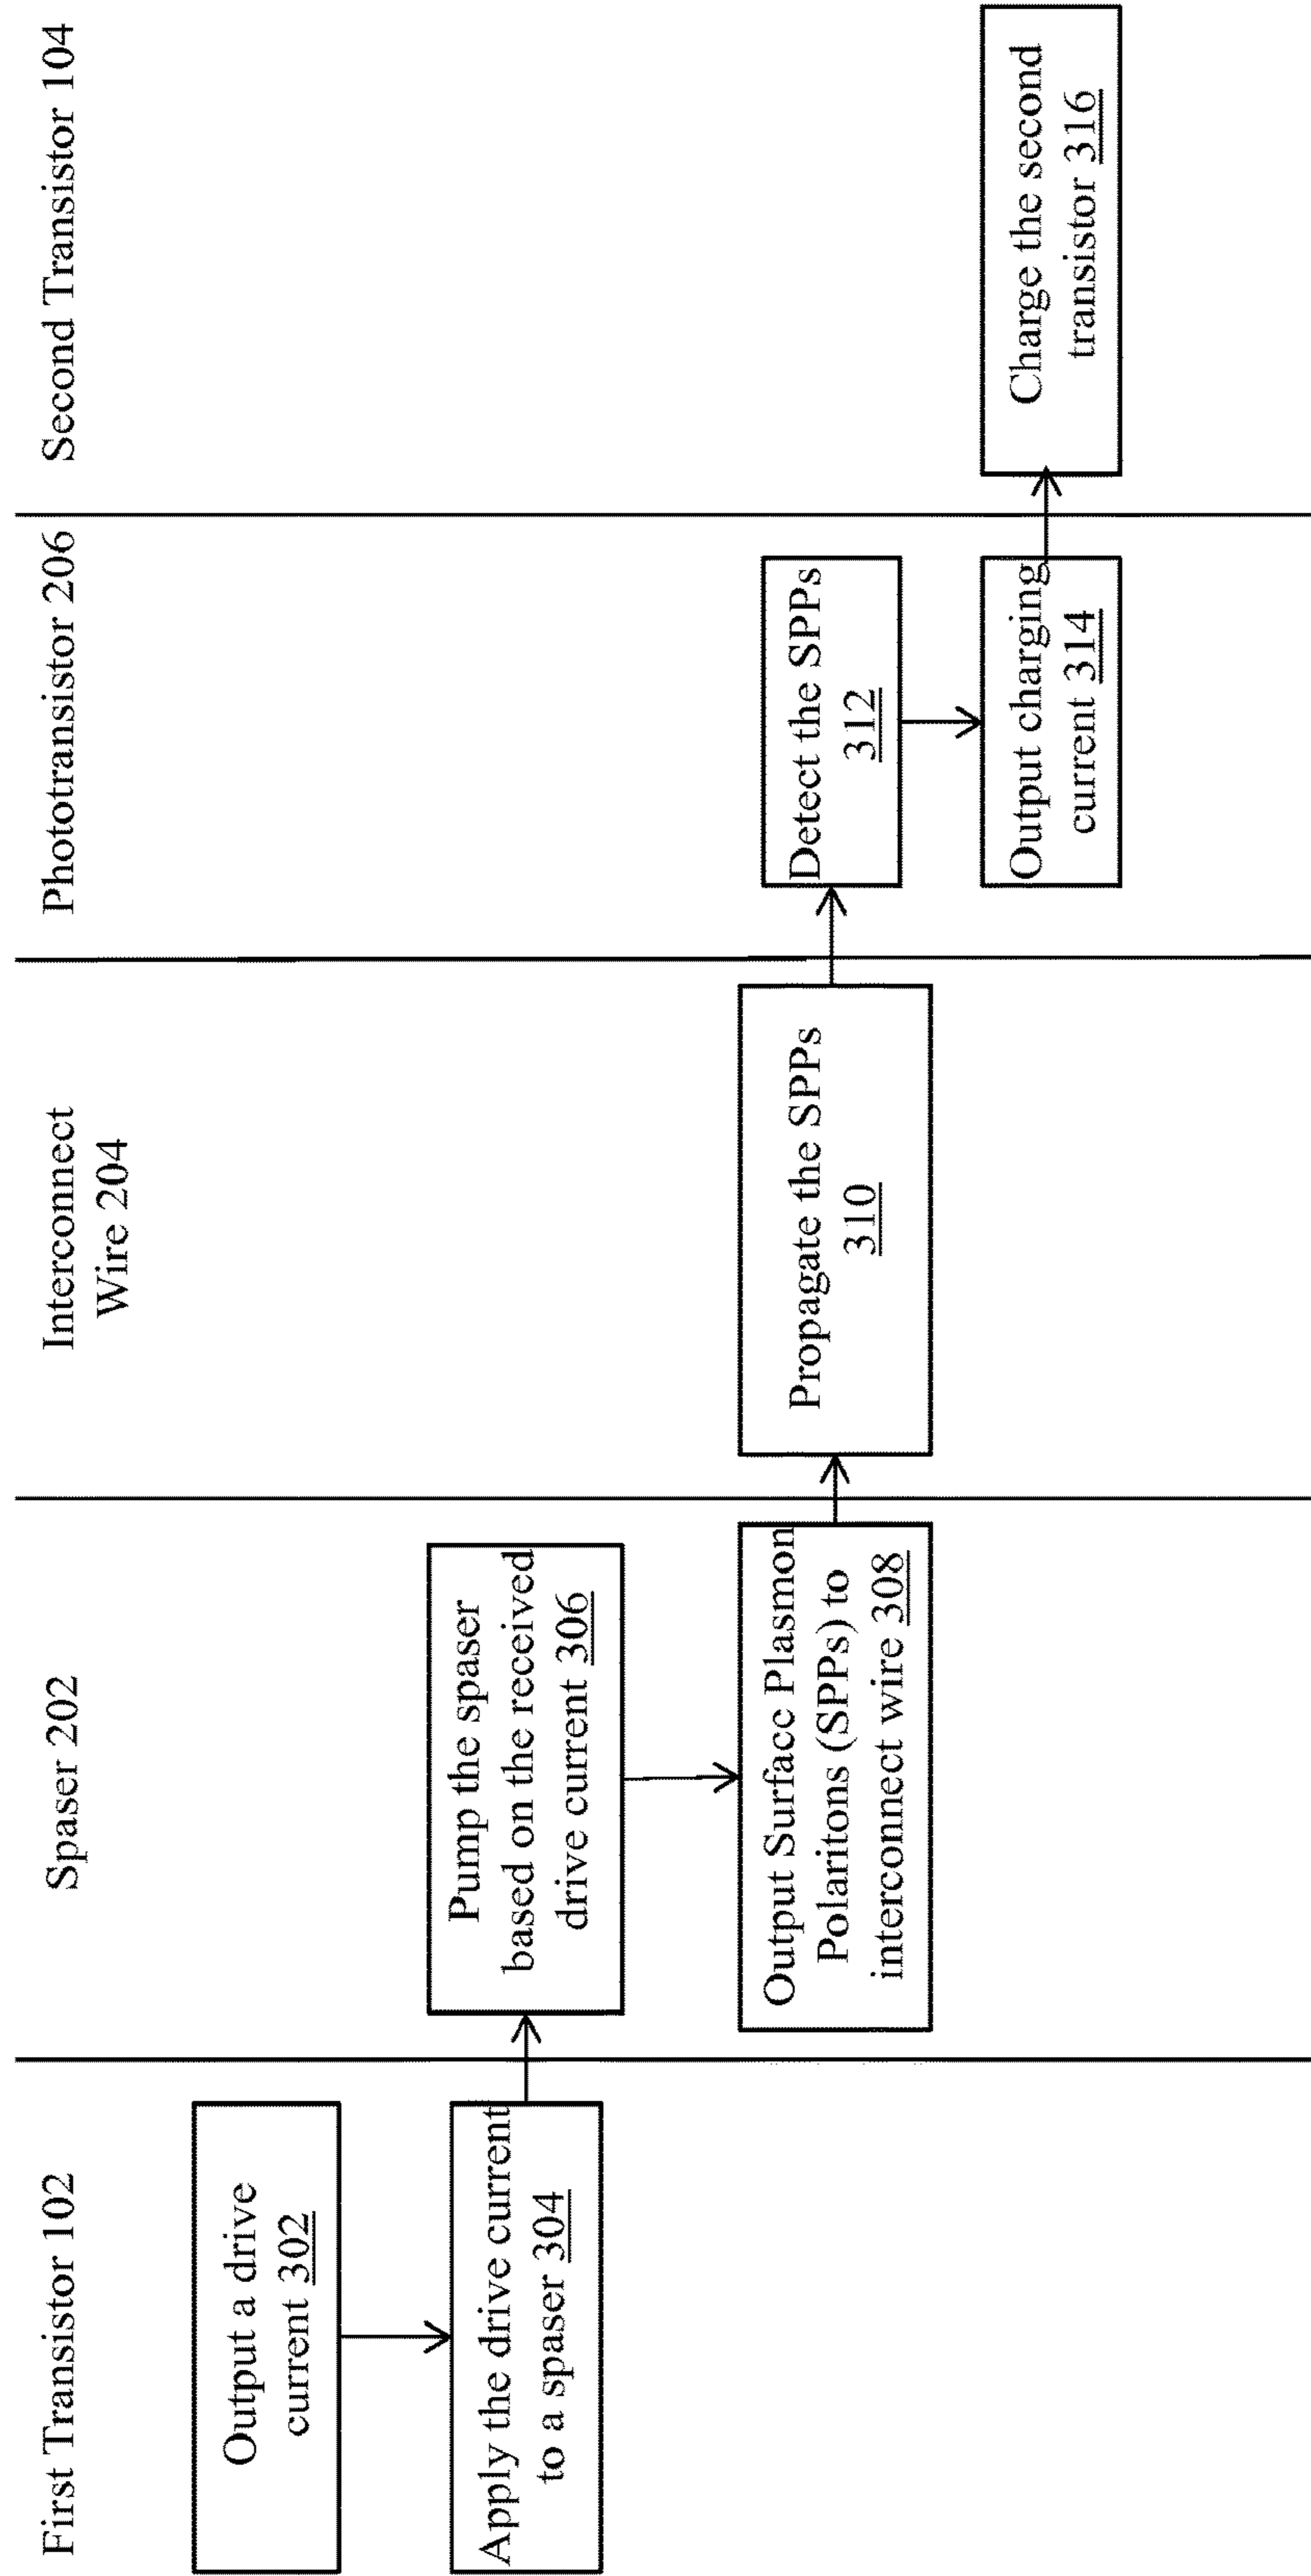 First Transistor 102
Spaser 202
Interconnect
Wire 204
Phototransistor 206
Second Transistor 104
Output a drive
current 302
Apply the drive current
to a spaser 304
Pump the spaser
based on the received
drive current 306
Output Surface Plasmon
Polaritons (SPPs) to
interconnect wire 308
Propagate the SPPs
310
Detect the SPPs
312
Output charging
current 314
Charge the second
transistor 316